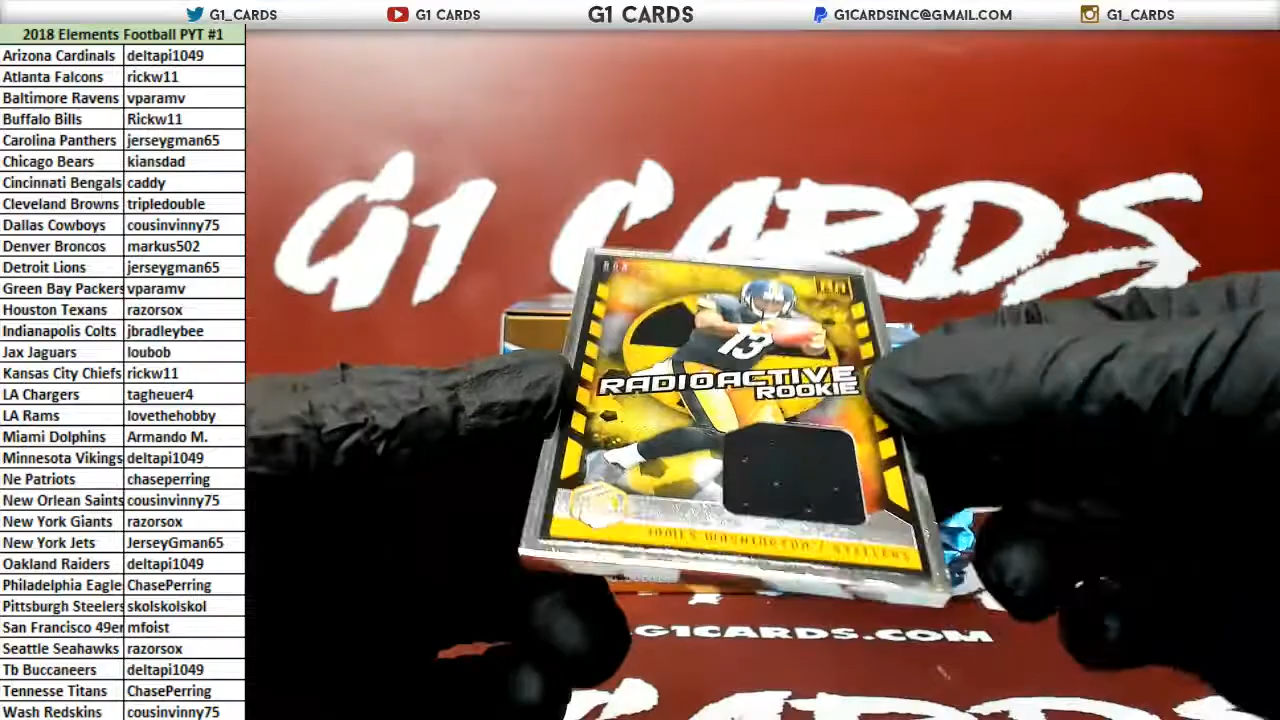 G1_CARDS
G1 CARDS
G1 CARDS
G1CARDSINC@GMAIL.COM
G1_CARDS
2018 Elements Football PYT #1
Arizona Cardinals deltapi1049
Atlanta Falcons rickw11
Baltimore Ravens vparamv
Buffalo Bills Rickw11
Carolina Panthers jerseygman65
Chicago Bears kiansdad
Cincinnati Bengals caddy
Cleveland Browns tripledouble
Dallas Cowboys cousinvinny75
Denver Broncos markus502
Detroit Lions jerseygman65
Green Bay Packers vparamv
Houston Texans razorsox
Indianapolis Colts jbradleybee
Jax Jaguars loubob
Kansas City Chiefs rickw11
LA Chargers tagheuer4
LA Rams lovethehobby
Miami Dolphins Armando M.
Minnesota Vikings deltapi1049
Ne Patriots chaseperring
New Orlean Saints cousinvinny75
New York Giants razorsox
New York Jets JerseyGman65
Oakland Raiders deltapi1049
Philadelphia Eagle ChasePerring
Pittsburgh Steelers skolskolskol
San Francisco 49er mfoist
Seattle Seahawks razorsox
Tb Buccaneers deltapi1049
Tennesse Titans ChasePerring
Wash Redskins cousinvinny75
G1 CARDS
13
RADIOACTIVE
ROOKIE
JAMES WASHINGTON / STEELERS
.G1CARDS.COM
CARDS